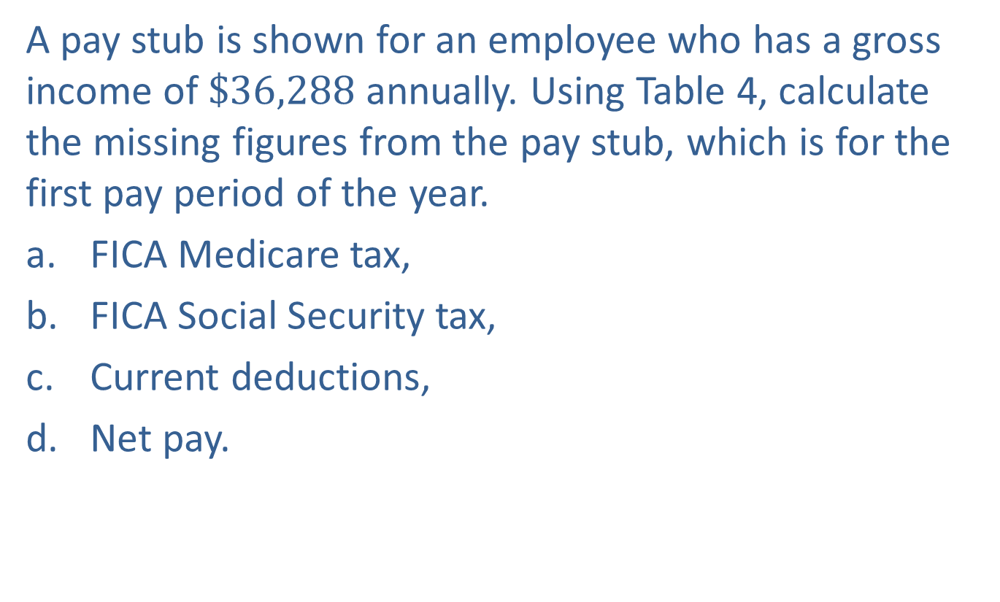 A pay stub is shown for an employee who has a gross
income of $36,288 annually. Using Table 4, calculate
the missing figures from the pay stub, which is for the
first pay period of the year.
a. FICA Medicare tax,
b. FICA Social Security tax,
c. Current deductions,
d. Net pay.